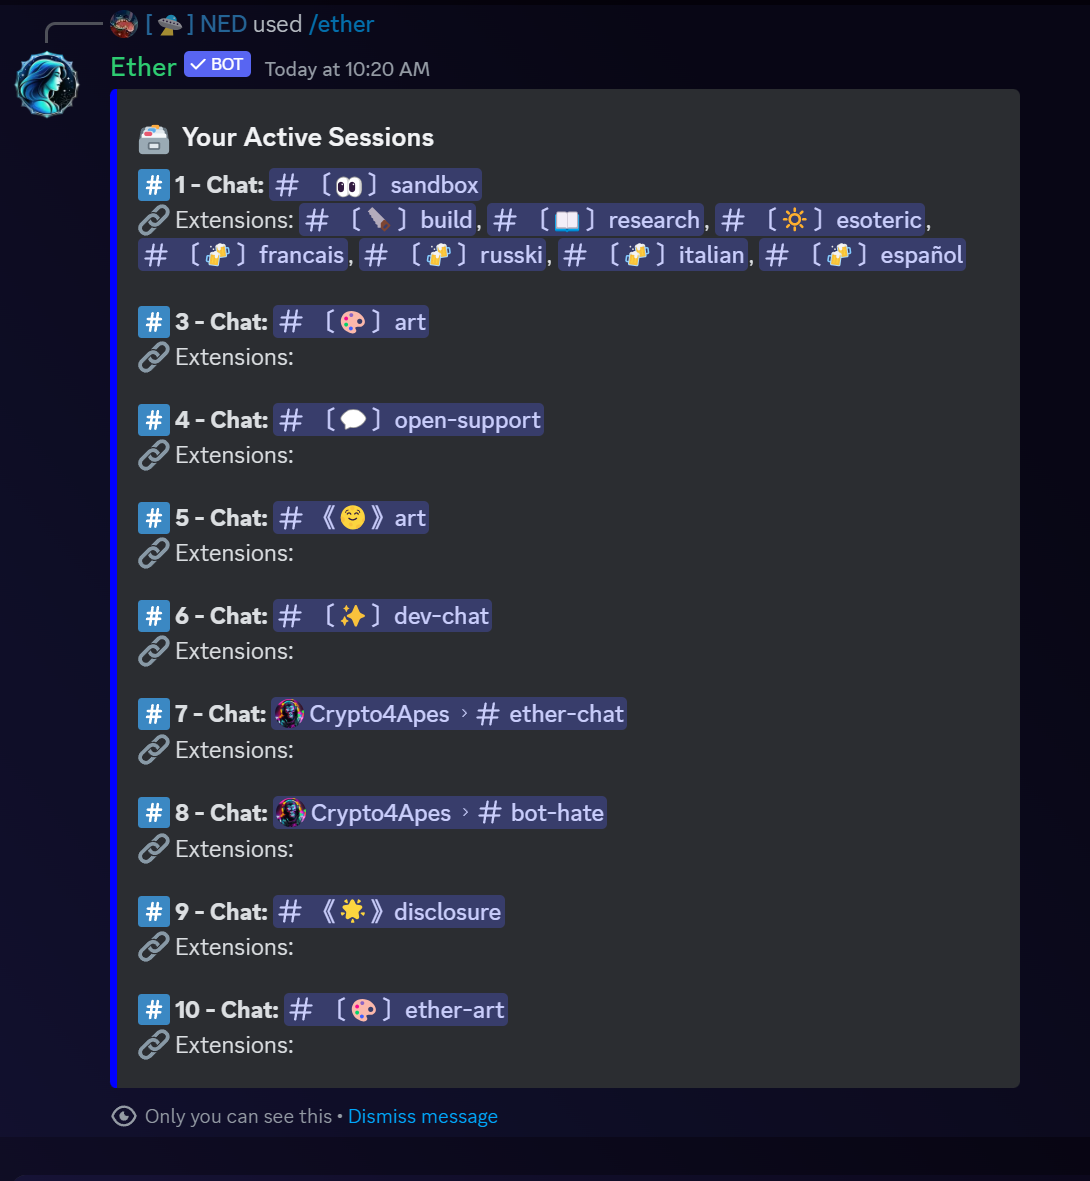 [🛸] NED used /ether
Ether ✓ BOT Today at 10:20 AM
🗃️ Your Active Sessions
#️⃣ 1 - Chat: # 〔👀〕sandbox
🔗 Extensions: # 〔🪚〕build, # 〔📖〕research, # 〔🔅〕esoteric,
# 〔🍻〕francais, # 〔🍻〕russki, # 〔🍻〕italian, # 〔🍻〕español
#️⃣ 3 - Chat: # 〔🎨〕art
🔗 Extensions:
#️⃣ 4 - Chat: # 〔💬〕open-support
🔗 Extensions:
#️⃣ 5 - Chat: # 《😊》art
🔗 Extensions:
#️⃣ 6 - Chat: # 〔✨〕dev-chat
🔗 Extensions:
#️⃣ 7 - Chat: Crypto4Apes › # ether-chat
🔗 Extensions:
#️⃣ 8 - Chat: Crypto4Apes › # bot-hate
🔗 Extensions:
#️⃣ 9 - Chat: # 《🌟》disclosure
🔗 Extensions:
#️⃣ 10 - Chat: # 〔🎨〕ether-art
🔗 Extensions:
Only you can see this • Dismiss message